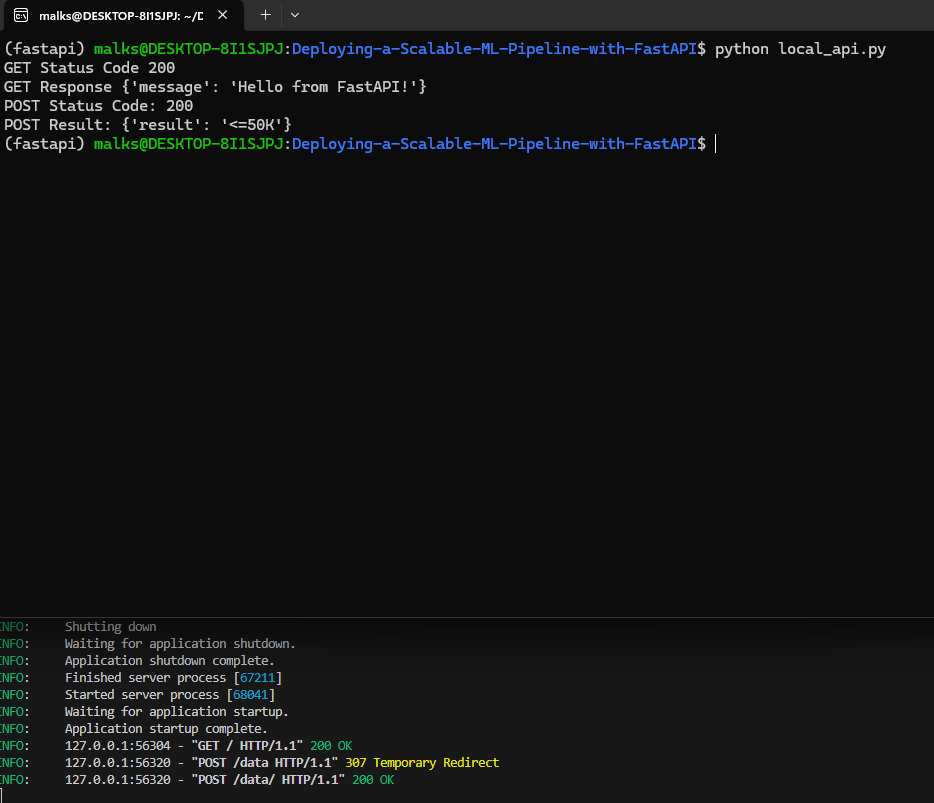 malks@DESKTOP-8I1SJPJ: ~/D
(fastapi) malks@DESKTOP-8I1SJPJ:Deploying-a-Scalable-ML-Pipeline-with-FastAPI$ python local_api.py
GET Status Code 200
GET Response {'message': 'Hello from FastAPI!'}
POST Status Code: 200
POST Result: {'result': '<=50K'}
(fastapi) malks@DESKTOP-8I1SJPJ:Deploying-a-Scalable-ML-Pipeline-with-FastAPI$
INFO: Shutting down
INFO: Waiting for application shutdown.
INFO: Application shutdown complete.
INFO: Finished server process [67211]
INFO: Started server process [68041]
INFO: Waiting for application startup.
INFO: Application startup complete.
INFO: 127.0.0.1:56304 - "GET / HTTP/1.1" 200 OK
INFO: 127.0.0.1:56320 - "POST /data HTTP/1.1" 307 Temporary Redirect
INFO: 127.0.0.1:56320 - "POST /data/ HTTP/1.1" 200 OK